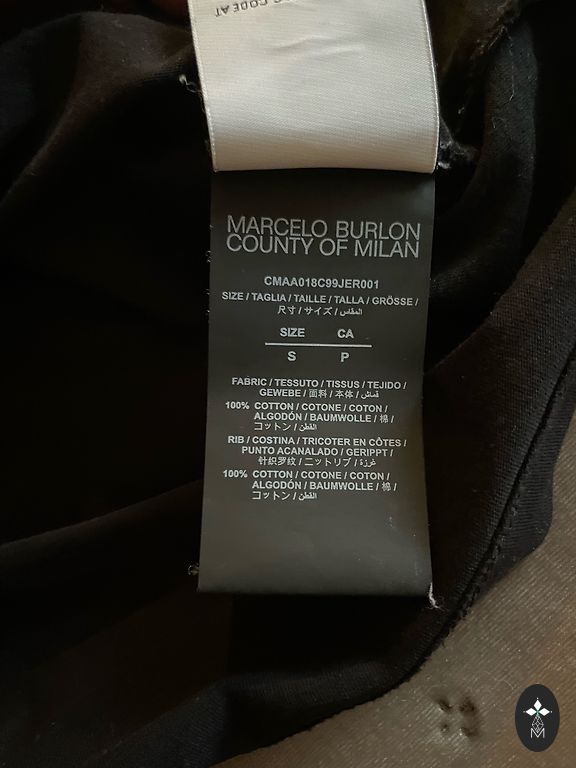 CODE AT
MARCELO BURLON
COUNTY OF MILAN
CMAA018C99JER001
SIZE / TAGLIA / TAILLE / TALLA / GRÖSSE /
尺寸 / サイズ / المقاس
SIZE CA
S P
FABRIC / TESSUTO / TISSUS / TEJIDO /
GEWEBE / 面料 / 本体 / قماش
100% COTTON / COTONE / COTON /
ALGODÓN / BAUMWOLLE / 棉 /
コットン / القطن
RIB / COSTINA / TRICOTER EN CÔTES /
PUNTO ACANALADO / GERIPPT /
针织罗纹 / ニットリブ / غرزة
100% COTTON / COTONE / COTON /
ALGODÓN / BAUMWOLLE / 棉 /
コットン / القطن
M